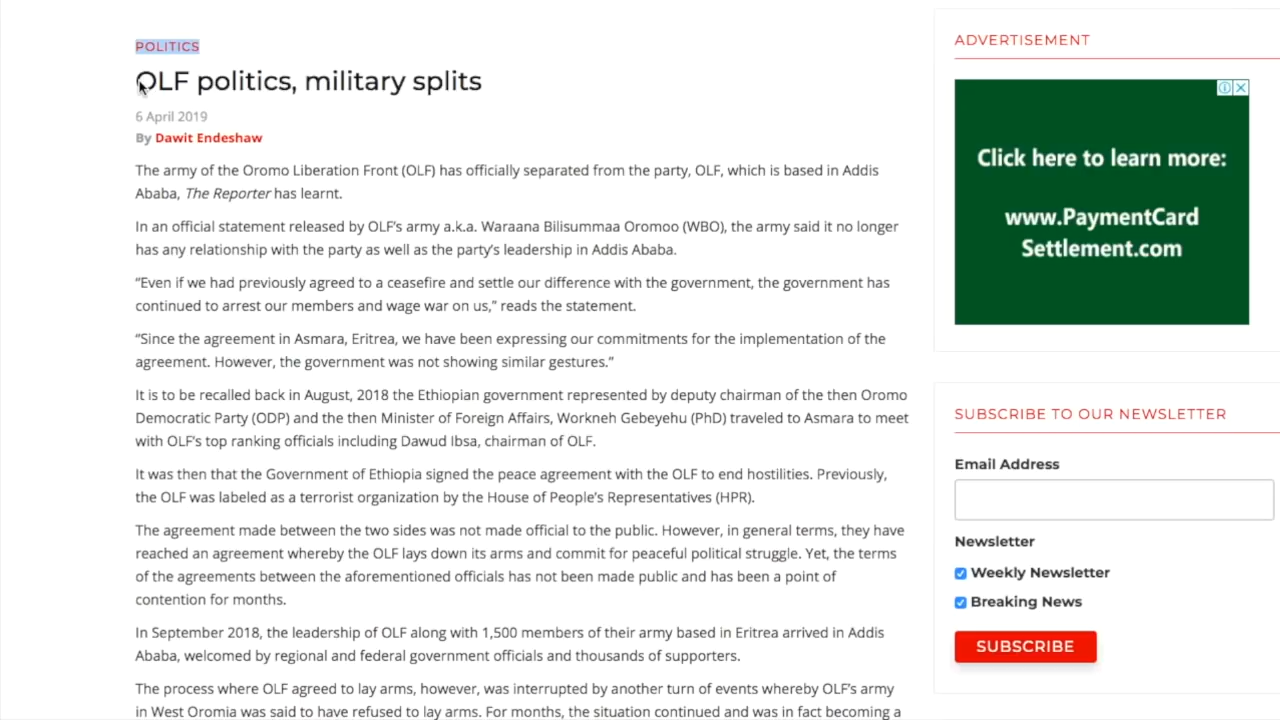 POLITICS
OLF politics, military splits
6 April 2019
By Dawit Endeshaw
The army of the Oromo Liberation Front (OLF) has officially separated from the party, OLF, which is based in Addis
Ababa, The Reporter has learnt.
In an official statement released by OLF’s army a.k.a. Waraana Bilisummaa Oromoo (WBO), the army said it no longer
has any relationship with the party as well as the party’s leadership in Addis Ababa.
“Even if we had previously agreed to a ceasefire and settle our difference with the government, the government has
continued to arrest our members and wage war on us,” reads the statement.
“Since the agreement in Asmara, Eritrea, we have been expressing our commitments for the implementation of the
agreement. However, the government was not showing similar gestures.”
It is to be recalled back in August, 2018 the Ethiopian government represented by deputy chairman of the then Oromo
Democratic Party (ODP) and the then Minister of Foreign Affairs, Workneh Gebeyehu (PhD) traveled to Asmara to meet
with OLF’s top ranking officials including Dawud Ibsa, chairman of OLF.
It was then that the Government of Ethiopia signed the peace agreement with the OLF to end hostilities. Previously,
the OLF was labeled as a terrorist organization by the House of People’s Representatives (HPR).
The agreement made between the two sides was not made official to the public. However, in general terms, they have
reached an agreement whereby the OLF lays down its arms and commit for peaceful political struggle. Yet, the terms
of the agreements between the aforementioned officials has not been made public and has been a point of
contention for months.
In September 2018, the leadership of OLF along with 1,500 members of their army based in Eritrea arrived in Addis
Ababa, welcomed by regional and federal government officials and thousands of supporters.
The process where OLF agreed to lay arms, however, was interrupted by another turn of events whereby OLF’s army
in West Oromia was said to have refused to lay arms. For months, the situation continued and was in fact becoming a
ADVERTISEMENT
Click here to learn more:
www.PaymentCard
Settlement.com
SUBSCRIBE TO OUR NEWSLETTER
Email Address
Newsletter
Weekly Newsletter
Breaking News
SUBSCRIBE